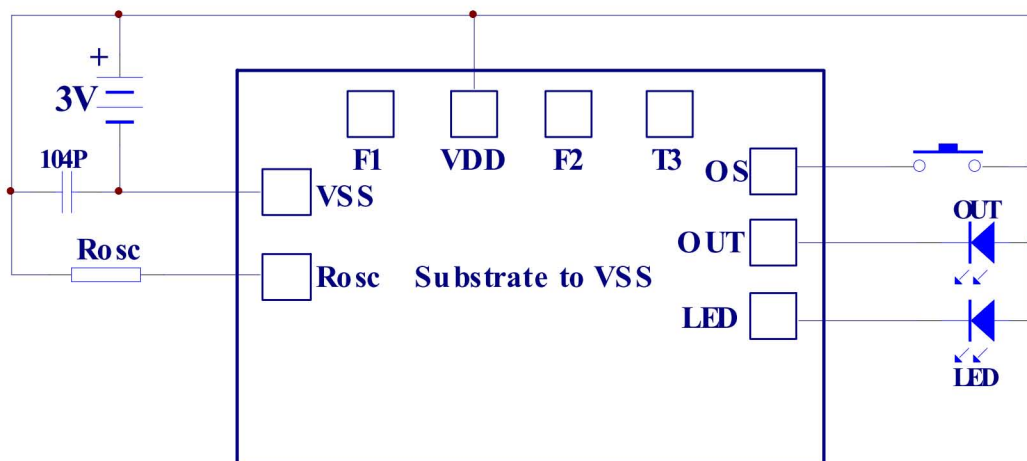 +
3V
104P
F1
VDD
F2
T3
OS
VSS
OUT
OUT
Rosc
Rosc
Substrate to VSS
LED
LED